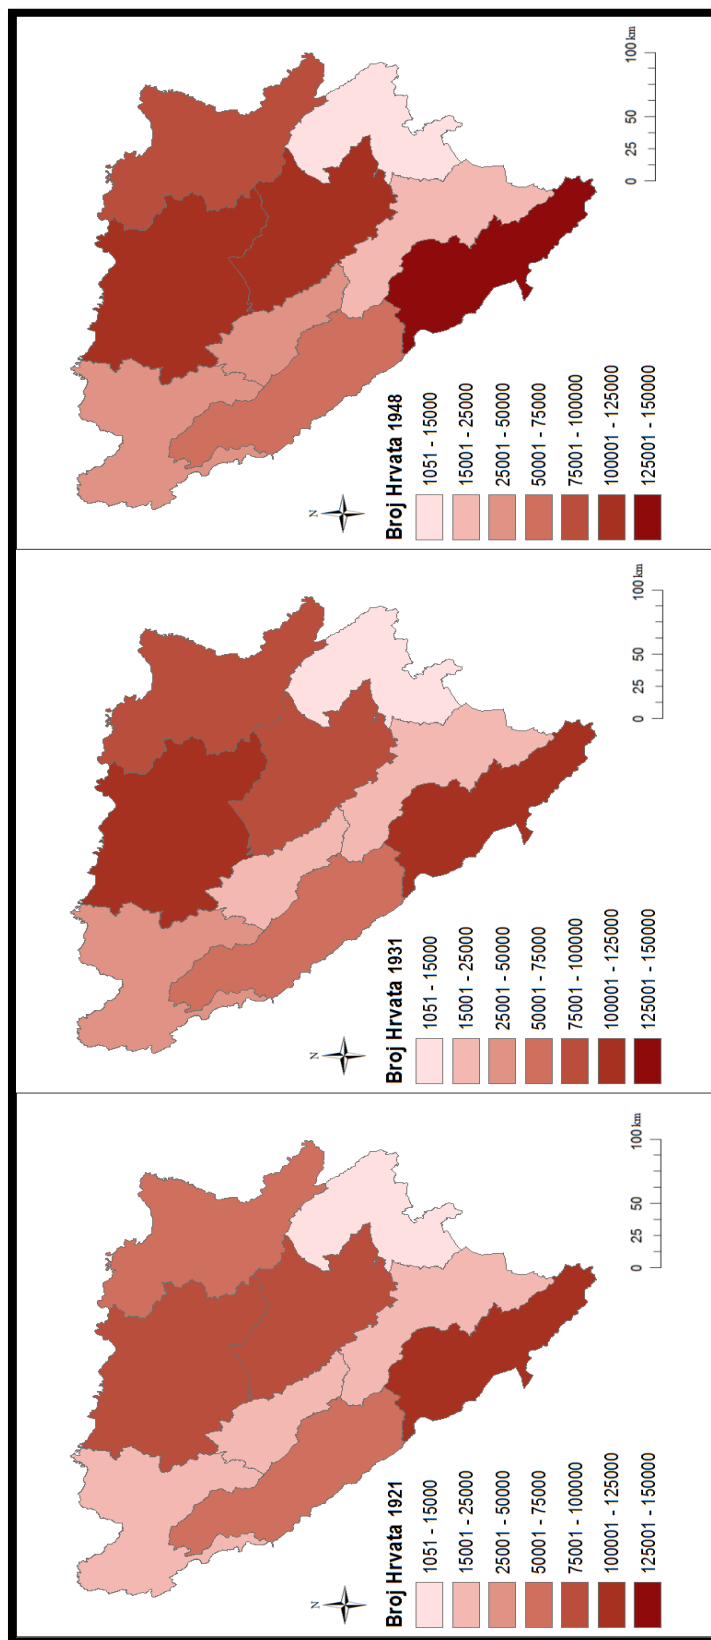 N
Broj Hrvata 1921
1051 - 15000
15001 - 25000
25001 - 50000
50001 - 75000
75001 - 100000
100001 - 125000
125001 - 150000
0 25 50 100 km
N
Broj Hrvata 1931
1051 - 15000
15001 - 25000
25001 - 50000
50001 - 75000
75001 - 100000
100001 - 125000
125001 - 150000
0 25 50 100 km
N
Broj Hrvata 1948
1051 - 15000
15001 - 25000
25001 - 50000
50001 - 75000
75001 - 100000
100001 - 125000
125001 - 150000
0 25 50 100 km